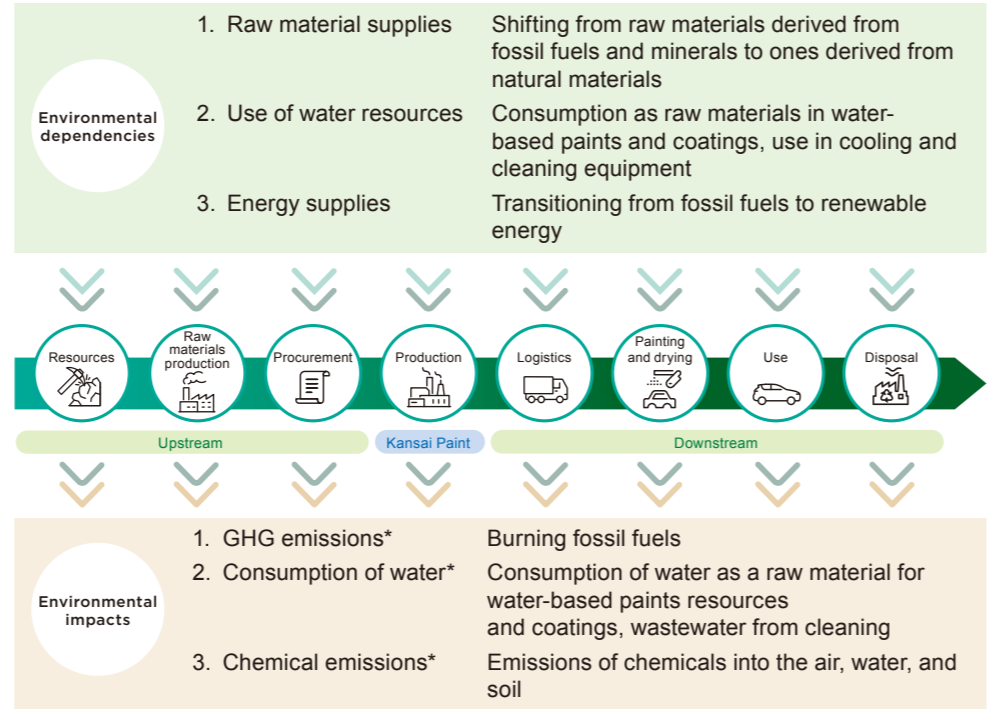 Environmental
dependencies
1. Raw material supplies
Shifting from raw materials derived from
fossil fuels and minerals to ones derived from
natural materials
2. Use of water resources
Consumption as raw materials in water-
based paints and coatings, use in cooling and
cleaning equipment
3. Energy supplies
Transitioning from fossil fuels to renewable
energy
Resources
Raw
materials
production
Procurement
Production
Logistics
Painting
and drying
Use
Disposal
Upstream
Kansai Paint
Downstream
Environmental
impacts
1. GHG emissions*
Burning fossil fuels
2. Consumption of water*
Consumption of water as a raw material for
water-based paints resources
and coatings, wastewater from cleaning
3. Chemical emissions*
Emissions of chemicals into the air, water, and
soil